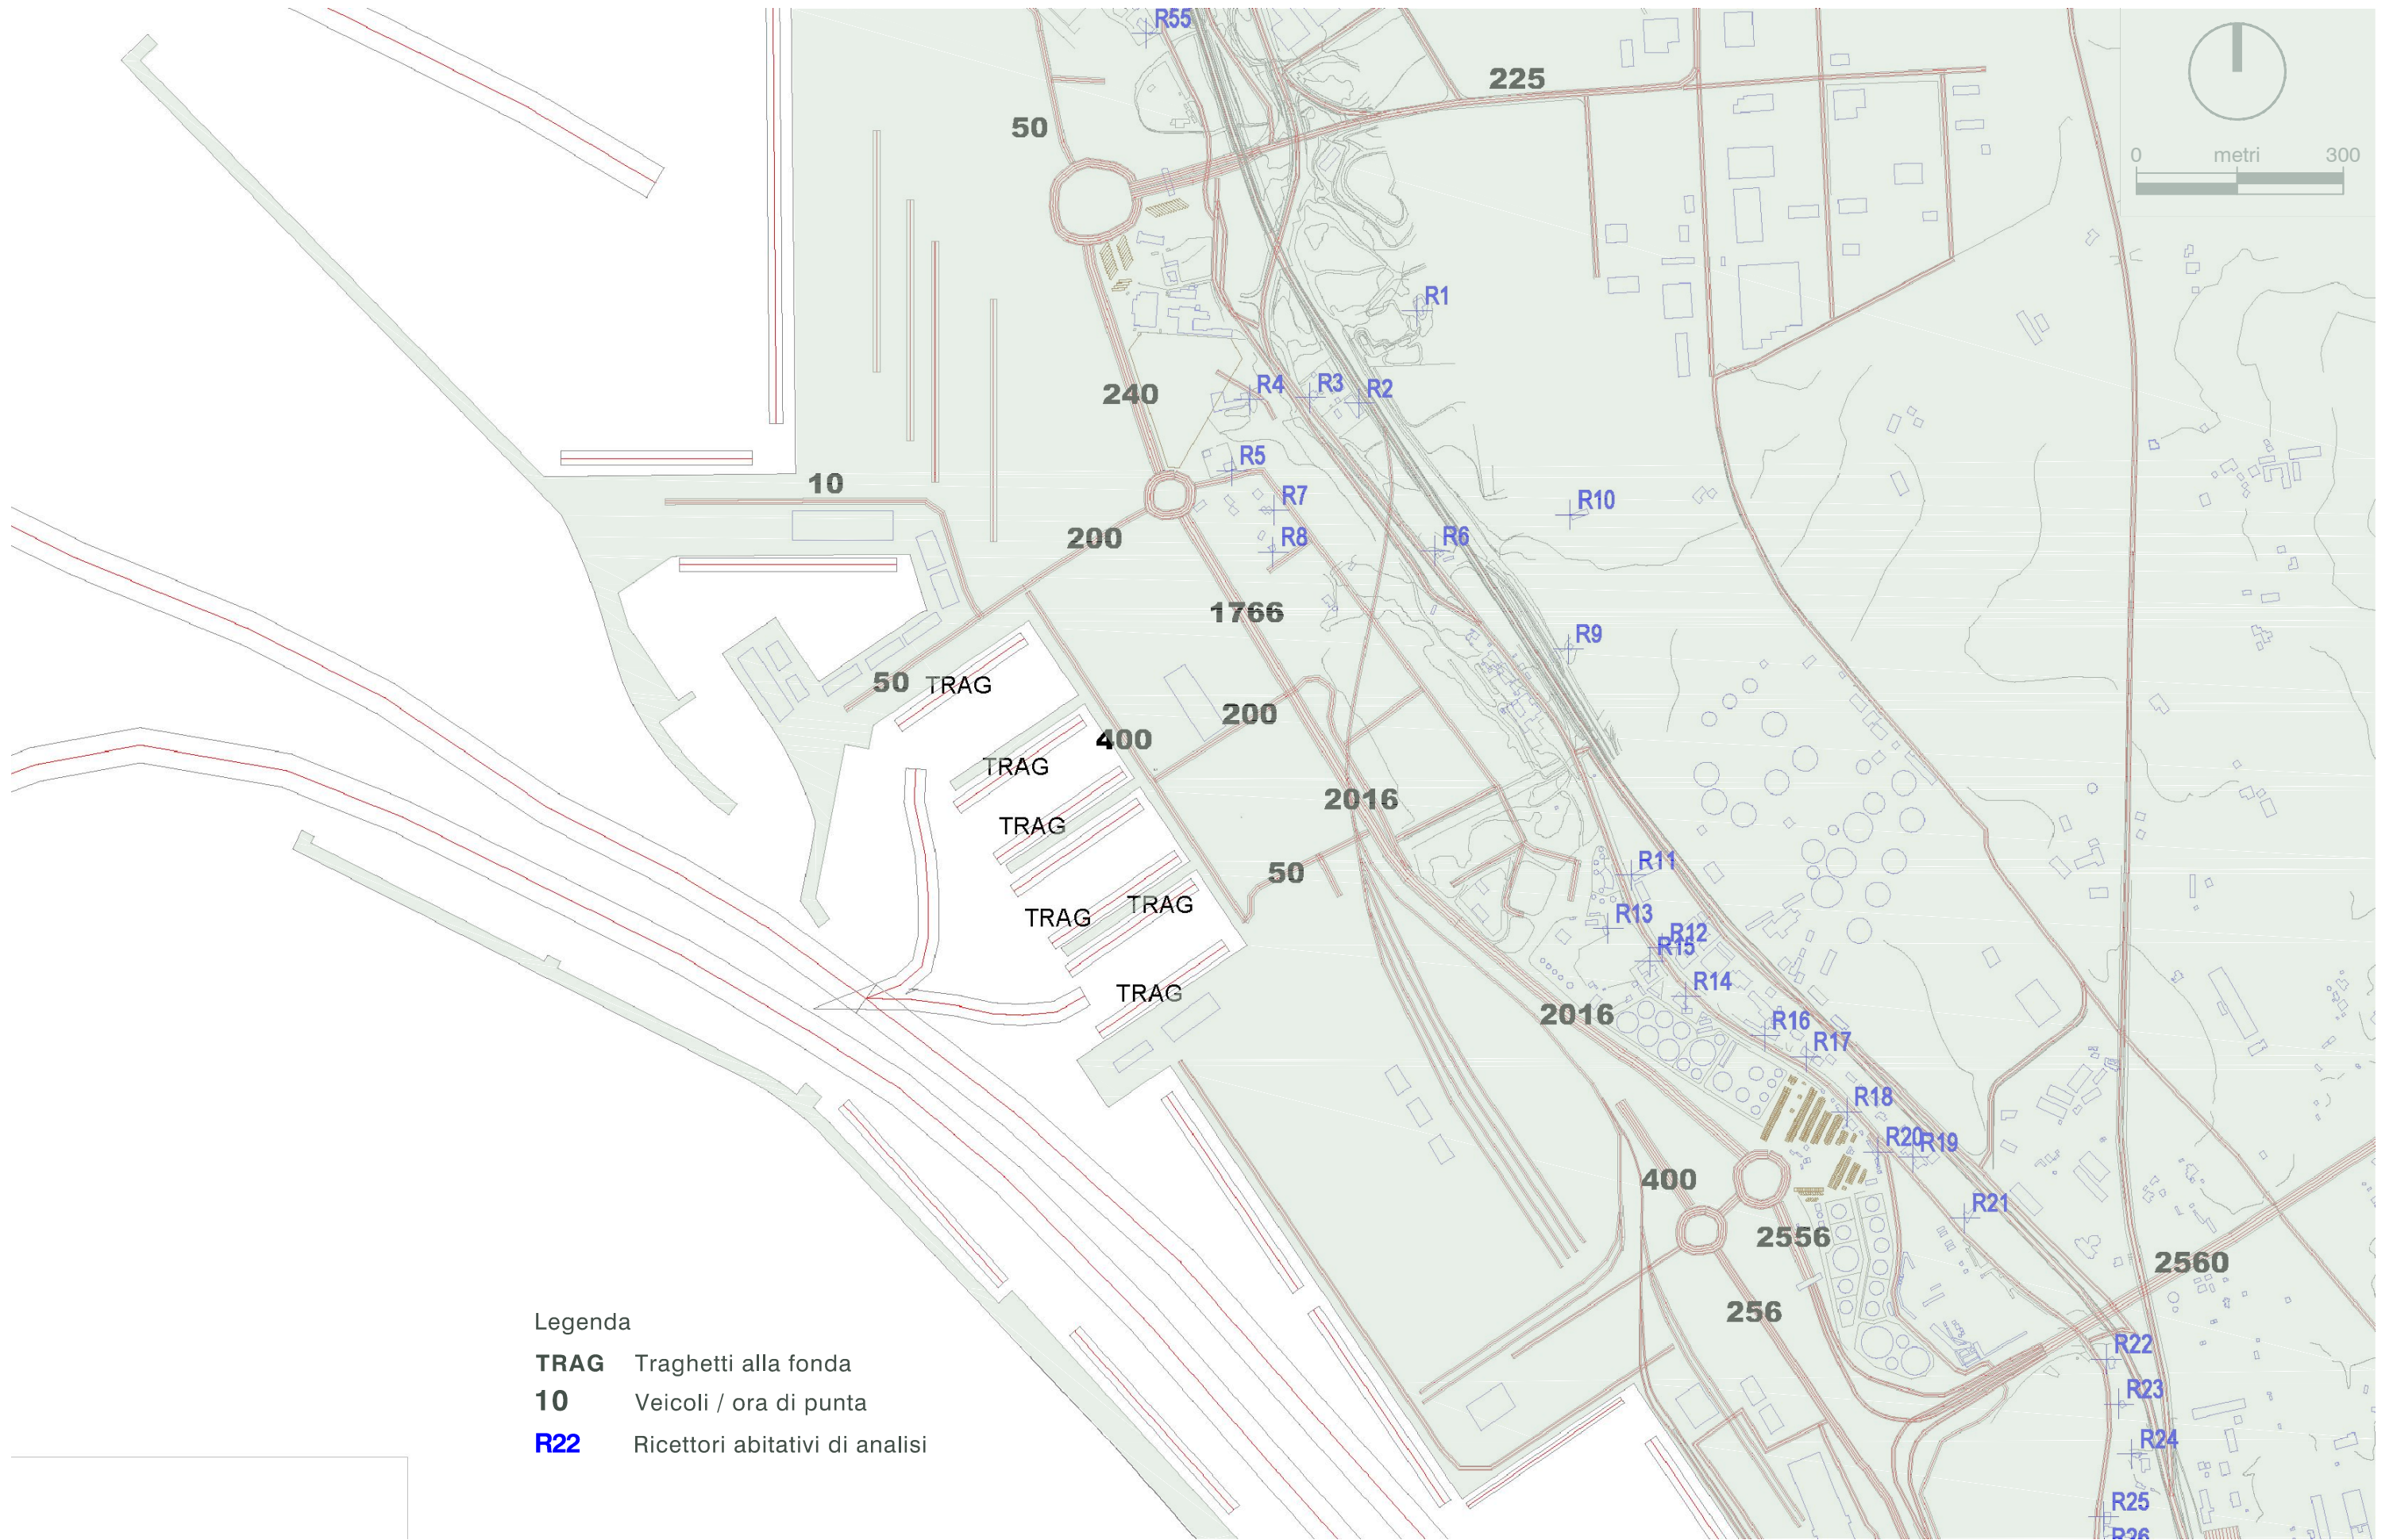 R55
225
50
0 metri 300
R1
240
R4
R3
R2
R5
10
R7
R10
200
R8
R6
1766
R9
50 TRAG
200
400
TRAG
2016
TRAG
R11
50
TRAG
TRAG
R13
R12
R15
R14
TRAG
2016
R16
R17
R18
R20
R19
400
R21
2556
2560
256
R22
R23
R24
R25
R26
Legenda
TRAG Traghetti alla fonda
10 Veicoli / ora di punta
R22 Ricettori abitativi di analisi